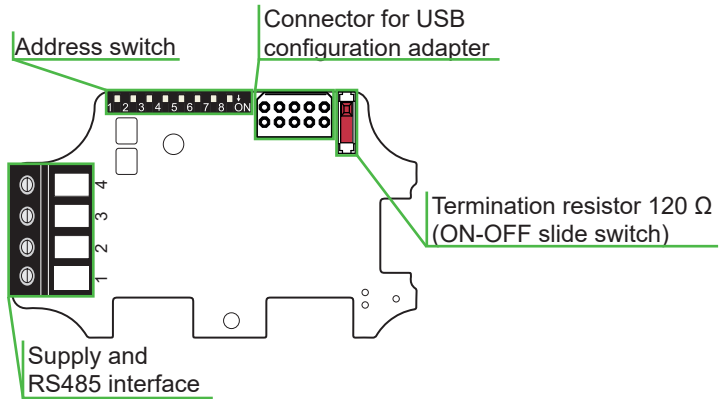 Connector for USB
configuration adapter
Address switch
1 2 3 4 5 6 7 8 ON
↓
4
3
2
1
Termination resistor 120 Ω
(ON-OFF slide switch)
Supply and
RS485 interface